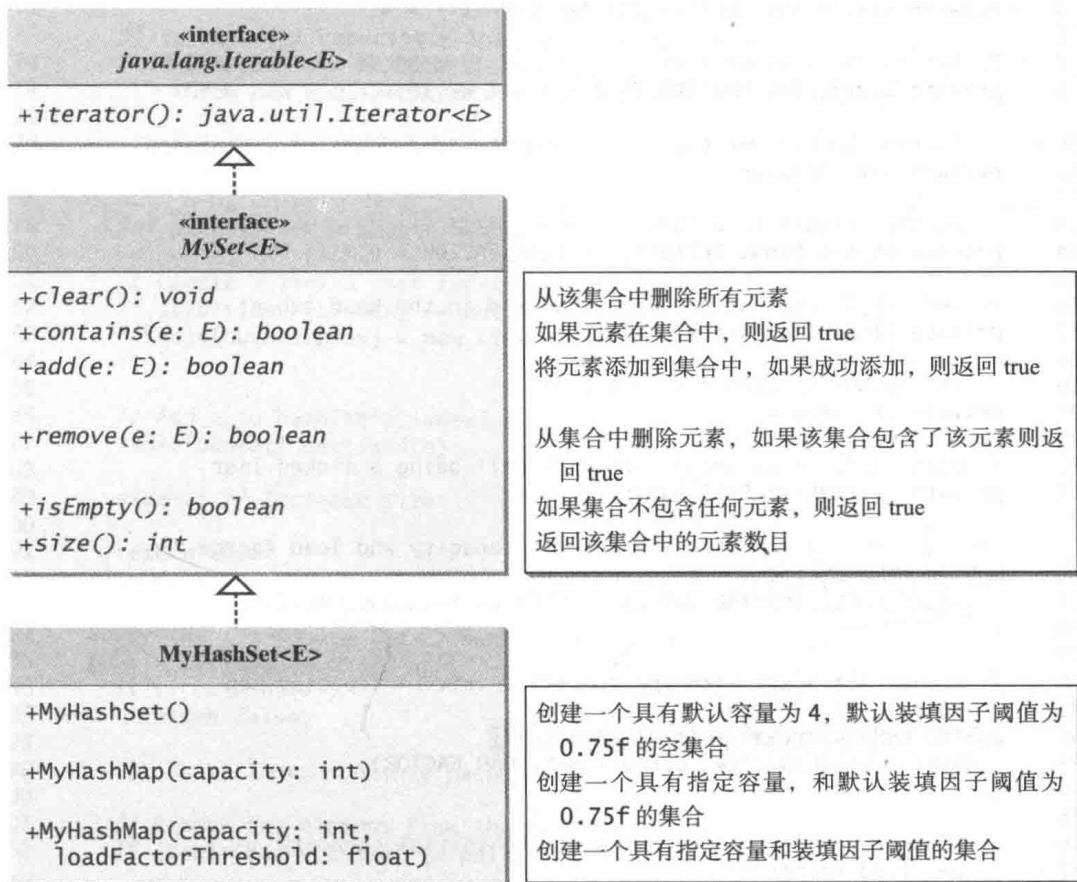 «interface»
java.lang.Iterable<E>
+iterator(): java.util.Iterator<E>
«interface»
MySet<E>
+clear(): void
+contains(e: E): boolean
+add(e: E): boolean
+remove(e: E): boolean
+isEmpty(): boolean
+size(): int
从该集合中删除所有元素
如果元素在集合中，则返回 true
将元素添加到集合中，如果成功添加，则返回 true
从集合中删除元素，如果该集合包含了该元素则返
回 true
如果集合不包含任何元素，则返回 true
返回该集合中的元素数目
MyHashSet<E>
+MyHashSet()
+MyHashMap(capacity: int)
+MyHashMap(capacity: int,
loadFactorThreshold: float)
创建一个具有默认容量为 4，默认装填因子阈值为
0.75f 的空集合
创建一个具有指定容量，和默认装填因子阈值为
0.75f 的集合
创建一个具有指定容量和装填因子阈值的集合